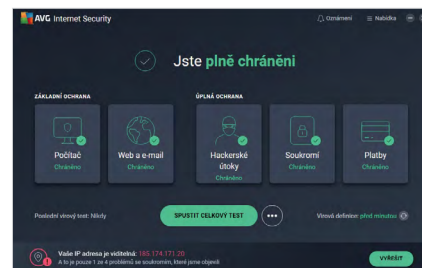 AVG Internet Security
Oznámení
Nabídka
Jste plně chráněni
ZÁKLADNÍ OCHRANA
ÚPLNÁ OCHRANA
Počítač
Chráněno
Web a e-mail
Chráněno
Hackerské útoky
Chráněno
Soukromí
Chráněno
Platby
Chráněno
Poslední virový test: Nikdy
SPUSTIT CELKOVÝ TEST
Virová definice: před minutou
Vaše IP adresa je viditelná: 185.174.171.20
A to je pouze 1 ze 4 problémů se soukromím, které jsme objevili
VYŘEŠIT